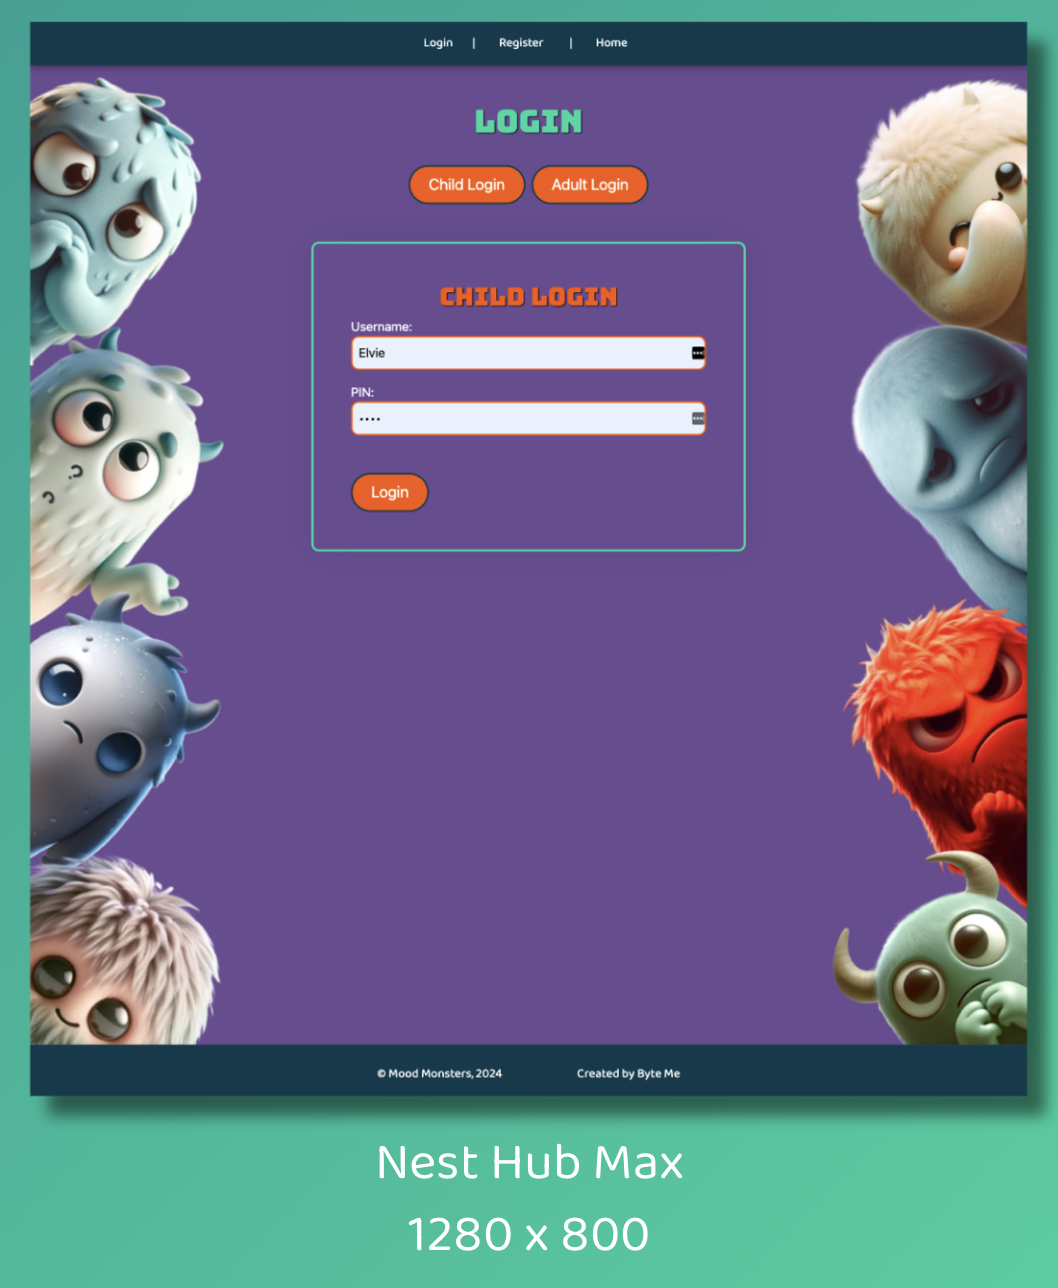 Login | Register | Home
LOGIN
Child Login Adult Login
CHILD LOGIN
Username:
Elvie
PIN:
••••
Login
© Mood Monsters, 2024 Created by Byte Me
Nest Hub Max
1280 x 800